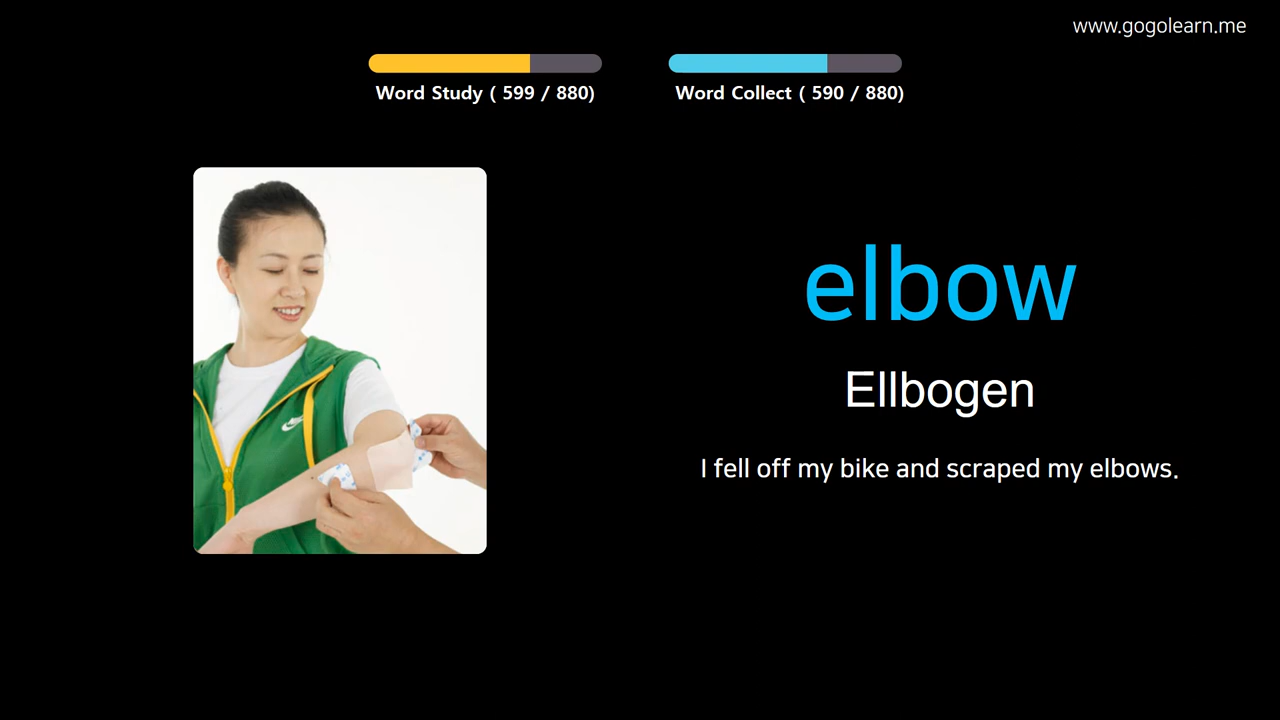 www.gogolearn.me
Word Study ( 599 / 880)
Word Collect ( 590 / 880)
elbow
Ellbogen
I fell off my bike and scraped my elbows.